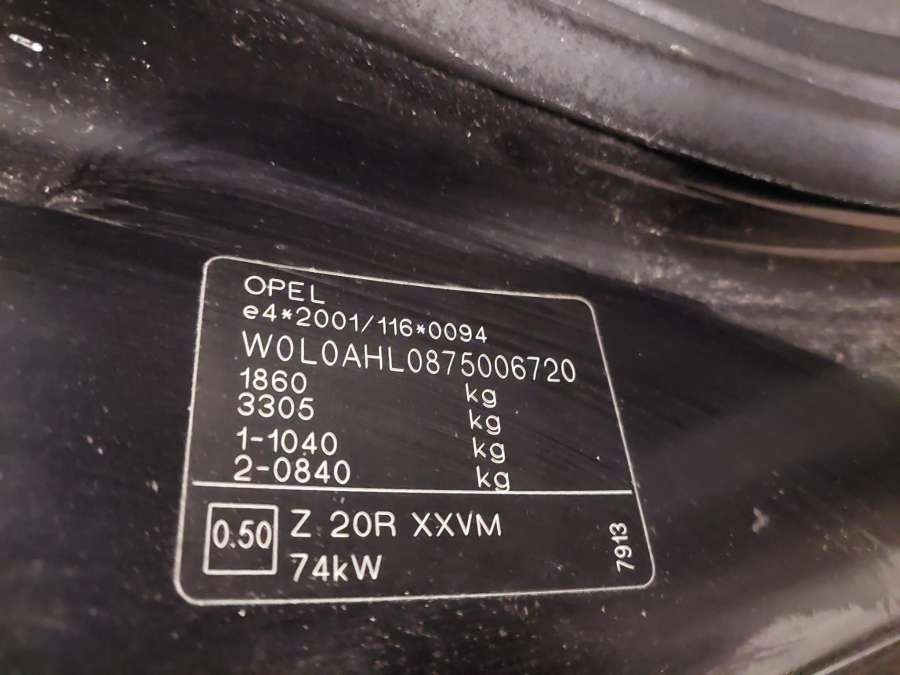 OPEL
e4*2001/116*0094
W0L0AHL0875006720
1860 kg
3305 kg
1-1040 kg
2-0840 kg
0.50
Z 20R XXVM
74kW
7913